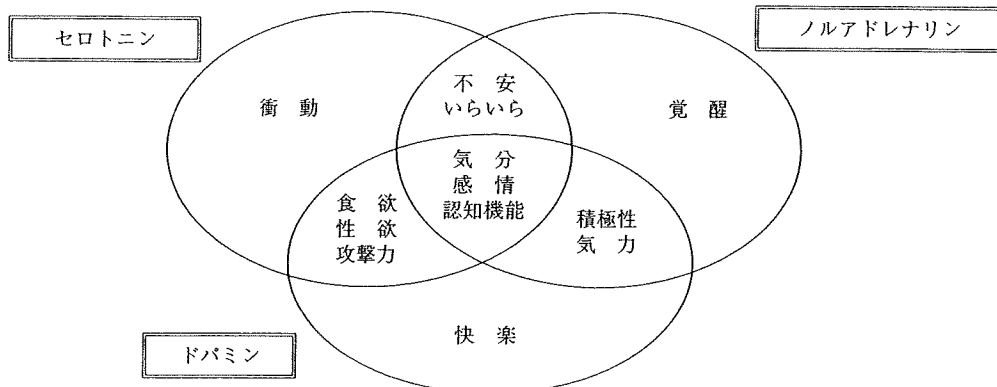 セロトニン
ノルアドレナリン
衝動
不安
いらいら
覚醒
気分
感情
認知機能
食欲
性欲
攻撃力
積極性
気力
快楽
ドパミン